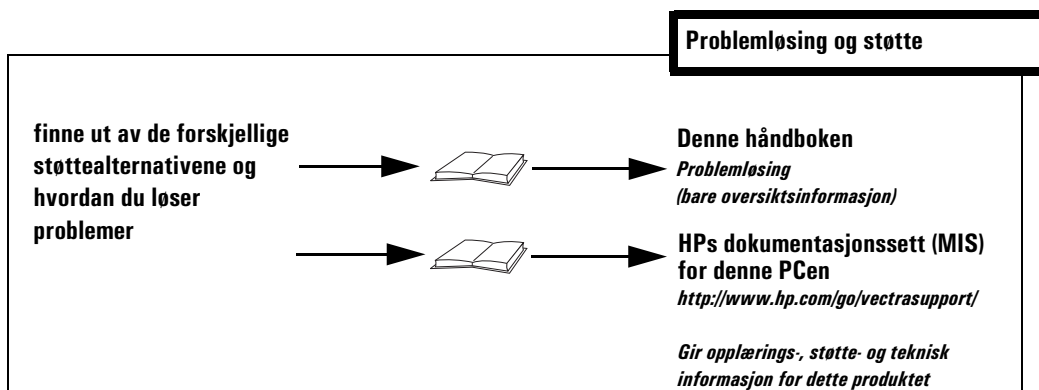 Problemløsing og støtte
finne ut av de forskjellige
støttealternativene og
hvordan du løser
problemer
Denne håndboken
Problemløsing
(bare oversiktsinformasjon)
HPs dokumentasjonssett (MIS)
for denne PCen
http://www.hp.com/go/vectrasupport/
Gir opplærings-, støtte- og teknisk
informasjon for dette produktet